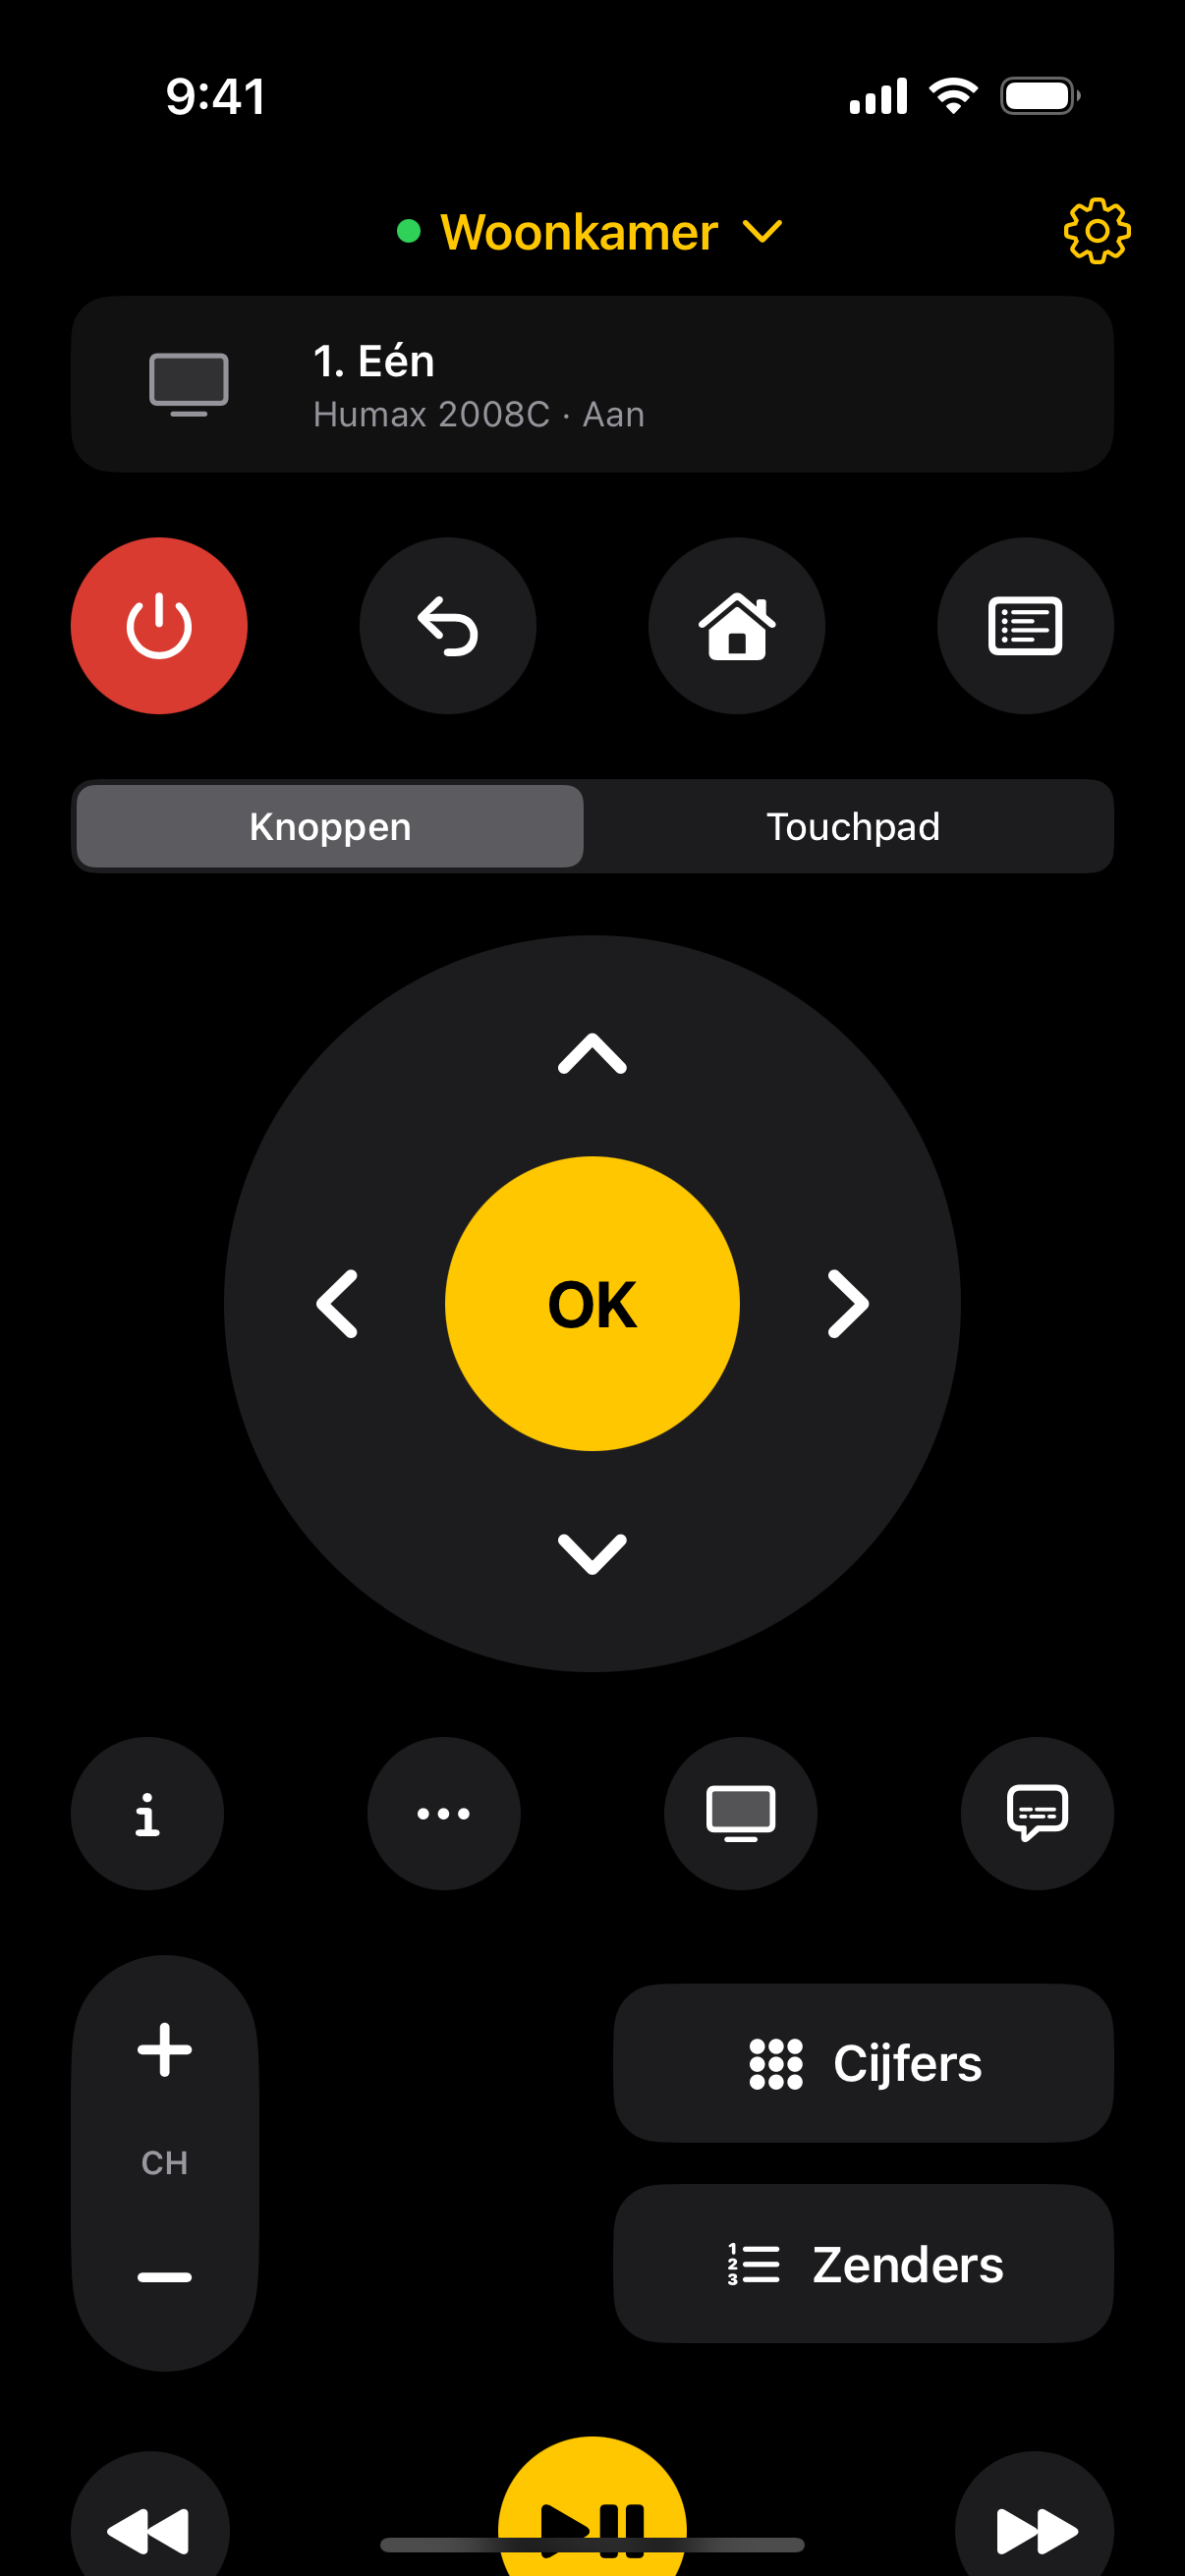 9:41
Woonkamer
1. Eén
Humax 2008C · Aan
Knoppen
Touchpad
OK
CH
Cijfers
Zenders